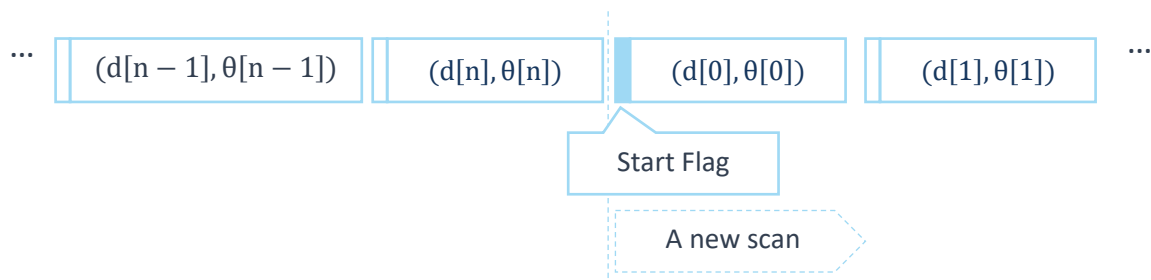 ... (d[n − 1], θ[n − 1]) (d[n], θ[n]) (d[0], θ[0]) (d[1], θ[1]) ...
Start Flag
A new scan